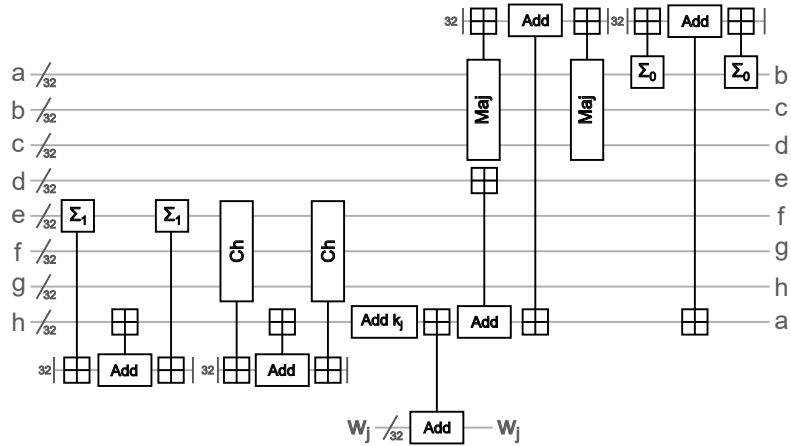 32 Add 32 Add
a 32 Σ0 Σ0 b
b 32 Maj Maj c
c 32 d
d 32 e
e 32 Σ1 Σ1 Ch Ch f
f 32 g
g 32 h
h 32 Add kj Add a
32 Add 32 Add
Wj 32 Add Wj